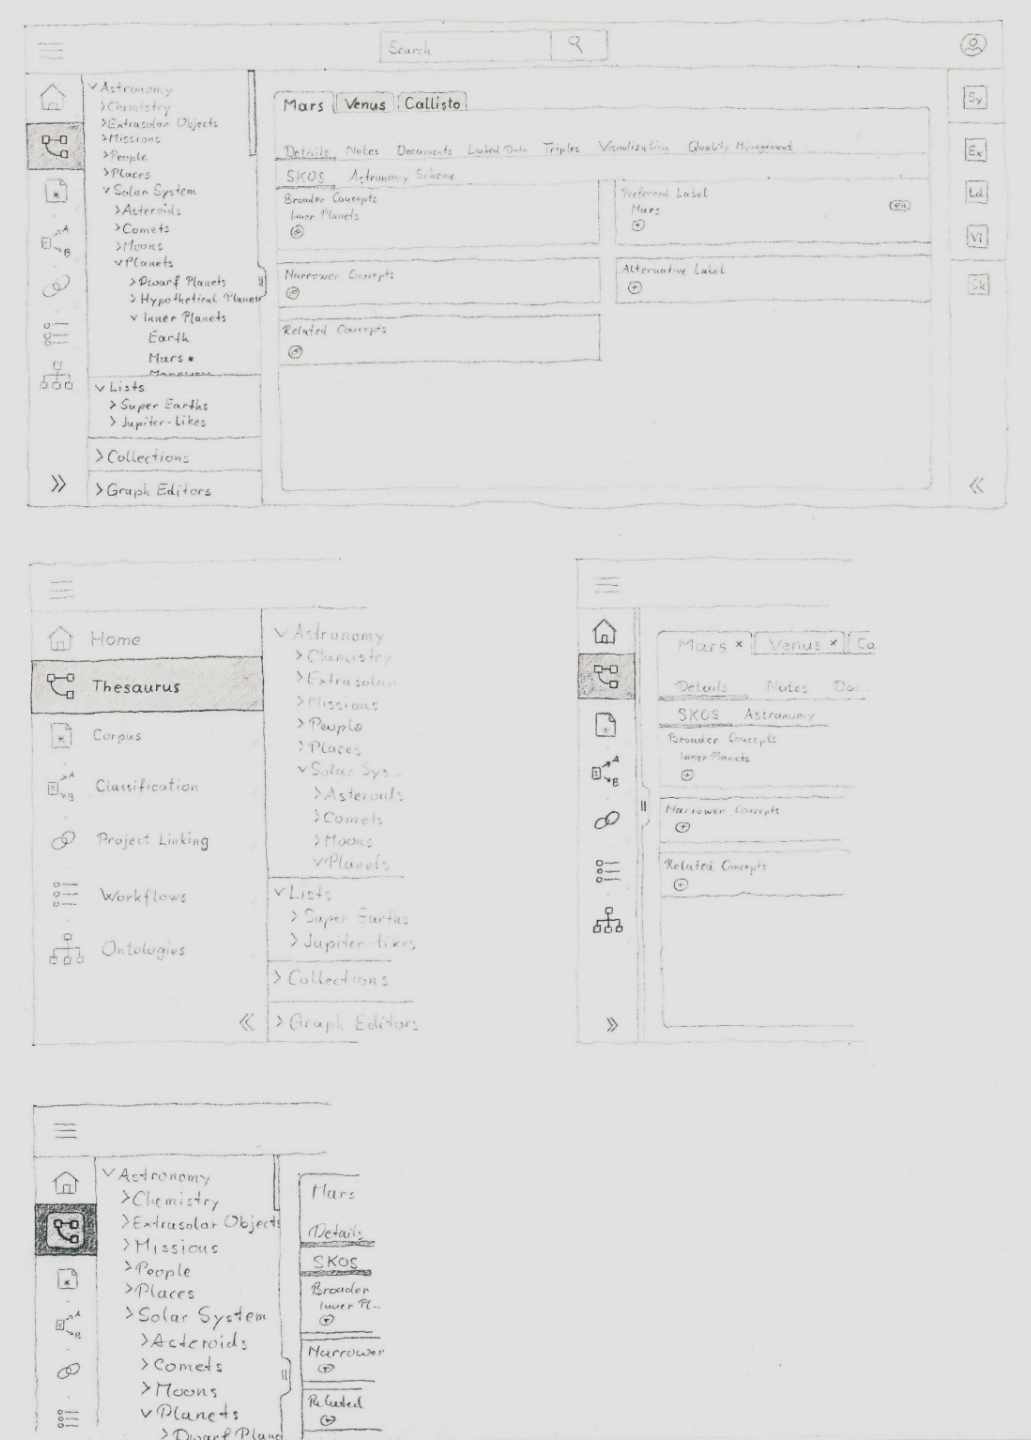 Search
> Astronomy
> Chemistry
> Extrasolar Objects
> Missions
> People
> Places
v Solar System
> Asteroids
> Comets
> Moons
v Planets
> Dwarf Planets
> Hypothetical Planets
v Inner Planets
Earth
Mars •
v Lists
> Super Earths
> Jupiter-Likes
> Collections
> Graph Editors
Mars Venus Callisto
Details Notes Documents Linked Data Triples Visualization Quality Management
SKOS Astronomy Scheme
Broader Concepts
Inner Planets
Narrower Concepts
Related Concepts
Preferred Label
Mars
en
Alternative Label
Sy
Ex
Ld
Vi
Sk
A
B
Home
Thesaurus
Corpus
A
B
Classification
Project Linking
Workflows
Ontologies
v Astronomy
> Chemistry
> Extrasolar
> Missions
> People
> Places
v Solar Sys...
> Asteroids
> Comets
> Moons
v Planets
v Lists
> Super Earths
> Jupiter-likes
> Collections
> Graph Editors
A
B
Mars x Venus x Ca
Details Notes Doc
SKOS Astronomy
Broader Concepts
Inner Planets
Narrower Concepts
Related Concepts
A
B
v Astronomy
> Chemistry
> Extrasolar Objects
> Missions
> People
> Places
> Solar System
> Asteroids
> Comets
> Moons
v Planets
> Dwarf Plane
Mars
Details
SKOS
Broader
Inner Pl...
Narrower
Related